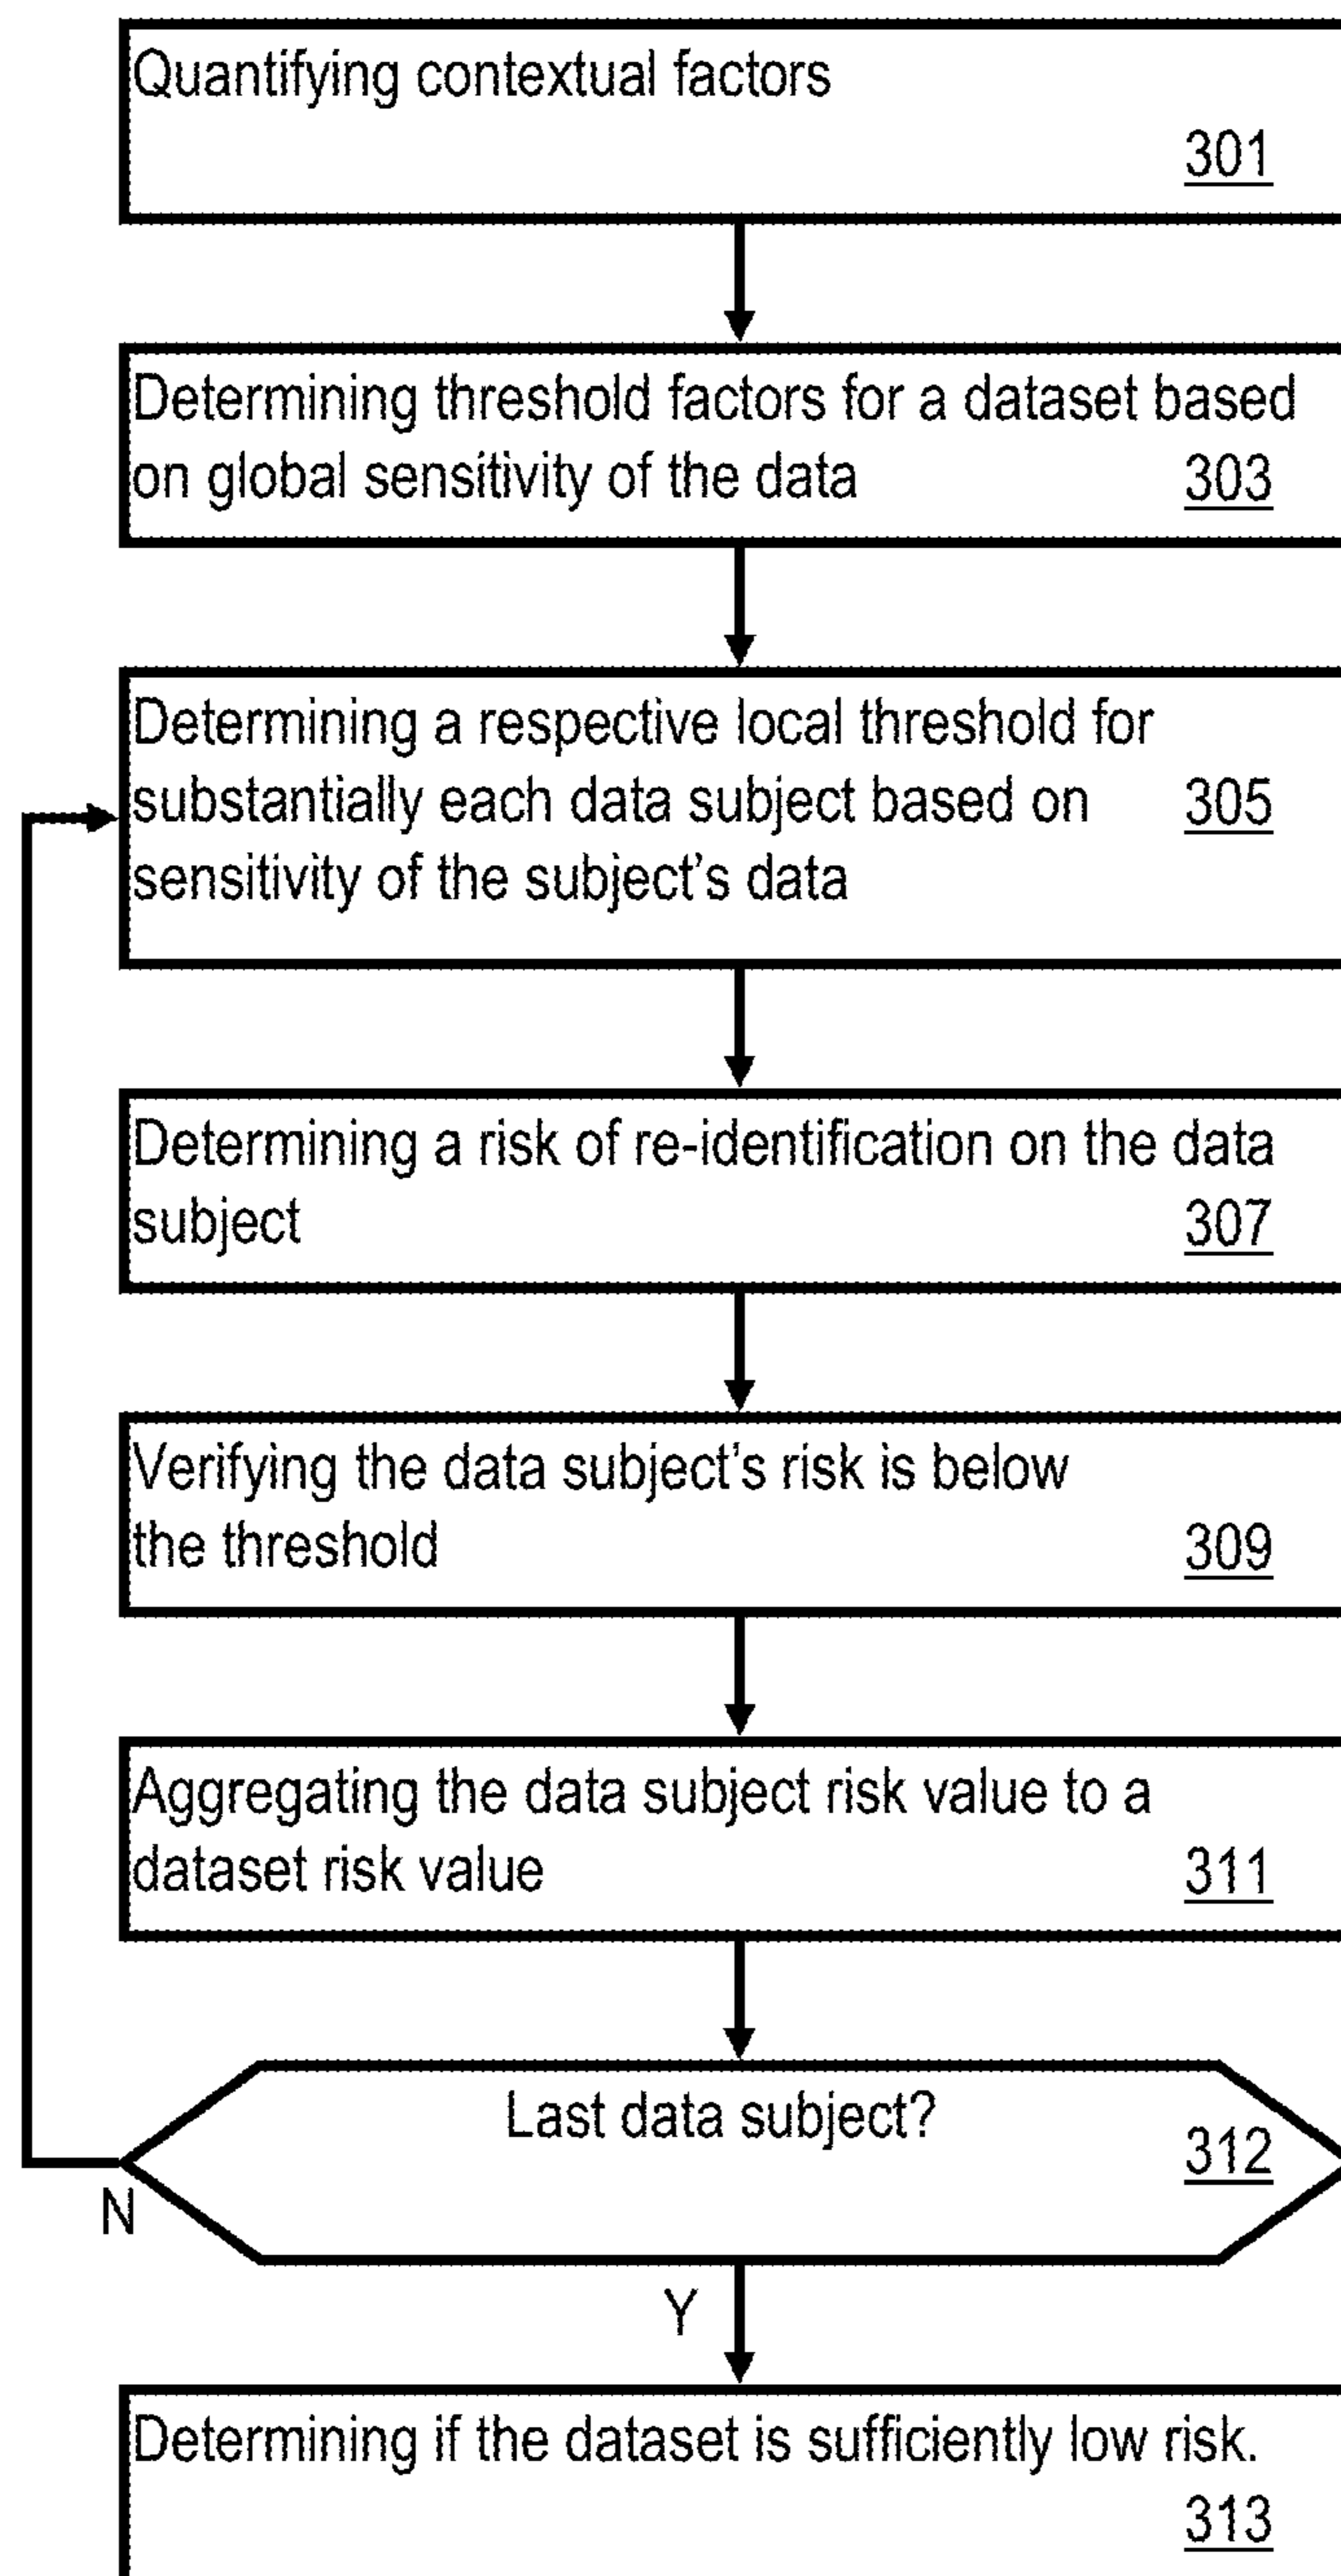 Quantifying contextual factors
301
Determining threshold factors for a dataset based
on global sensitivity of the data 303
Determining a respective local threshold for
substantially each data subject based on 305
sensitivity of the subject's data
Determining a risk of re-identification on the data
subject 307
Verifying the data subject's risk is below
the threshold 309
Aggregating the data subject risk value to a
dataset risk value 311
Last data subject?
312
N
Y
Determining if the dataset is sufficiently low risk.
313